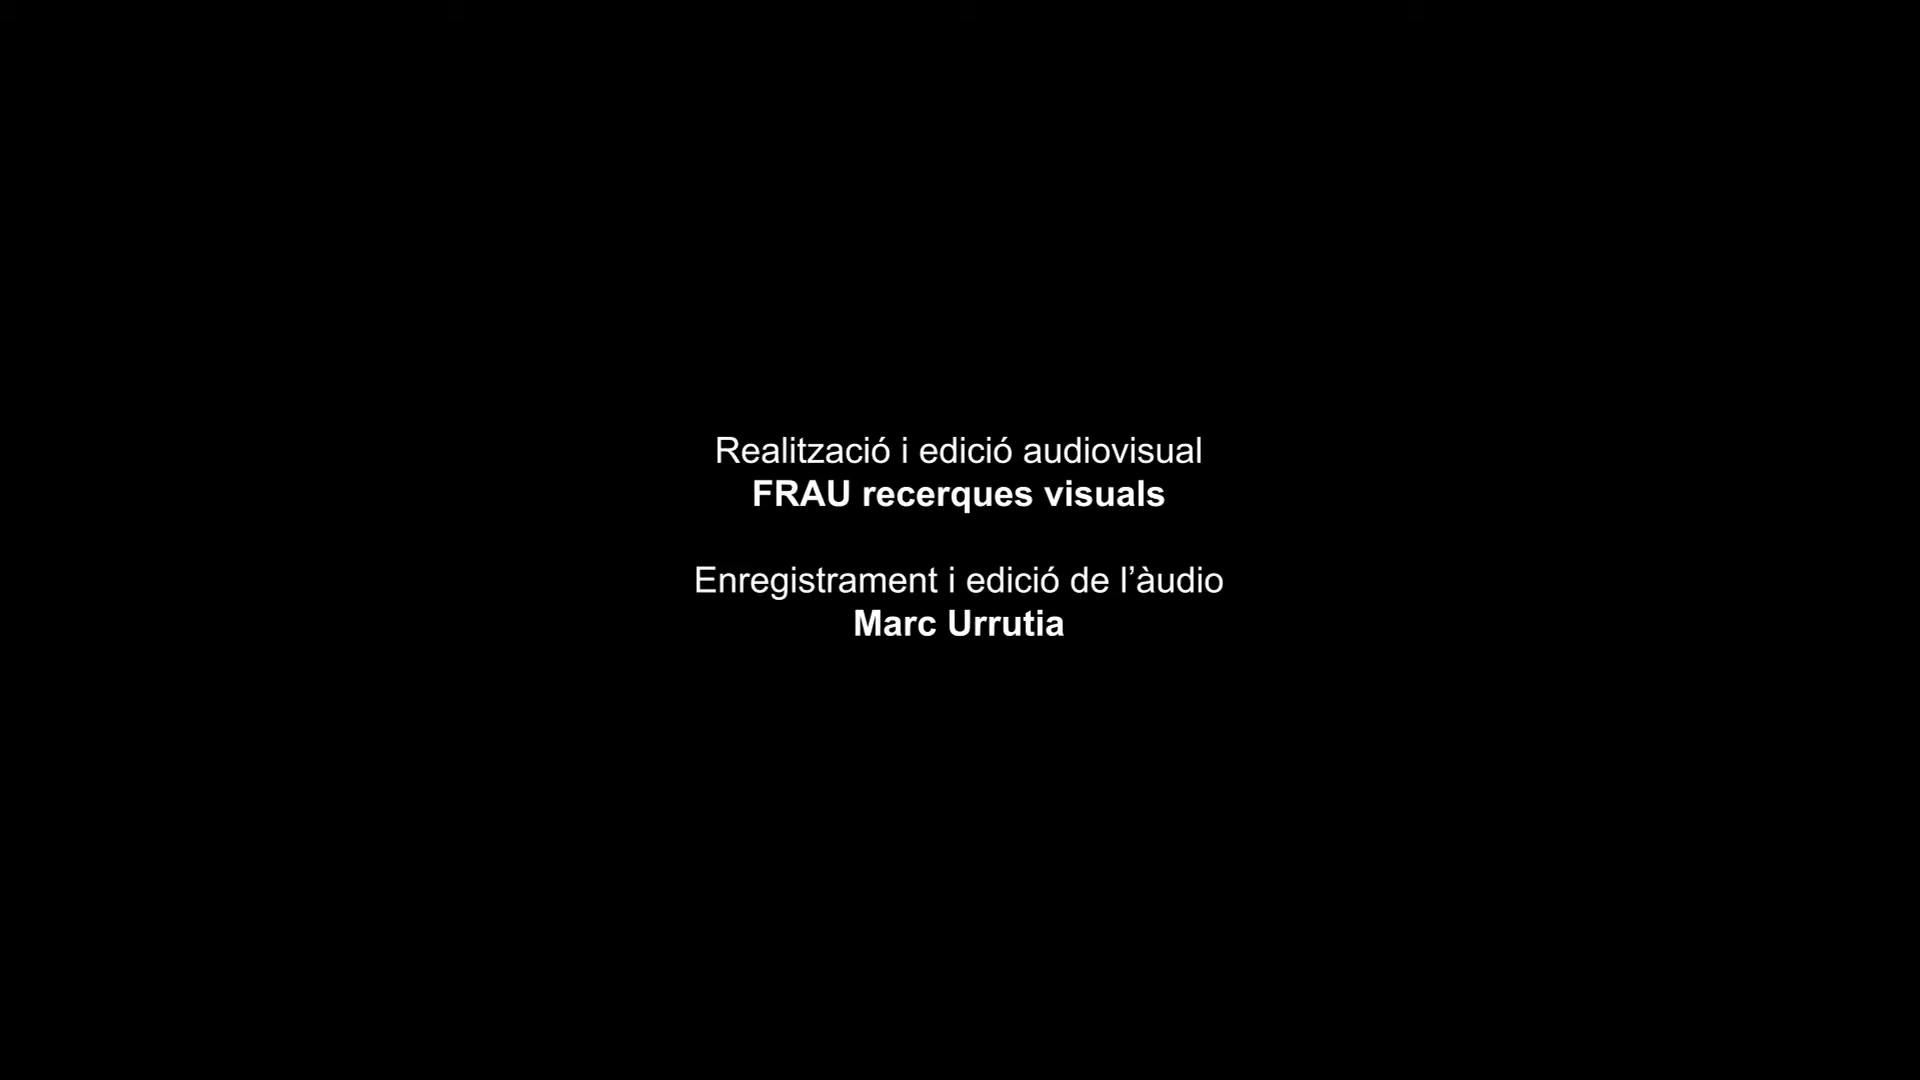 Realització i edició audiovisual
FRAU recerques visuals
Enregistrament i edició de l’àudio
Marc Urrutia